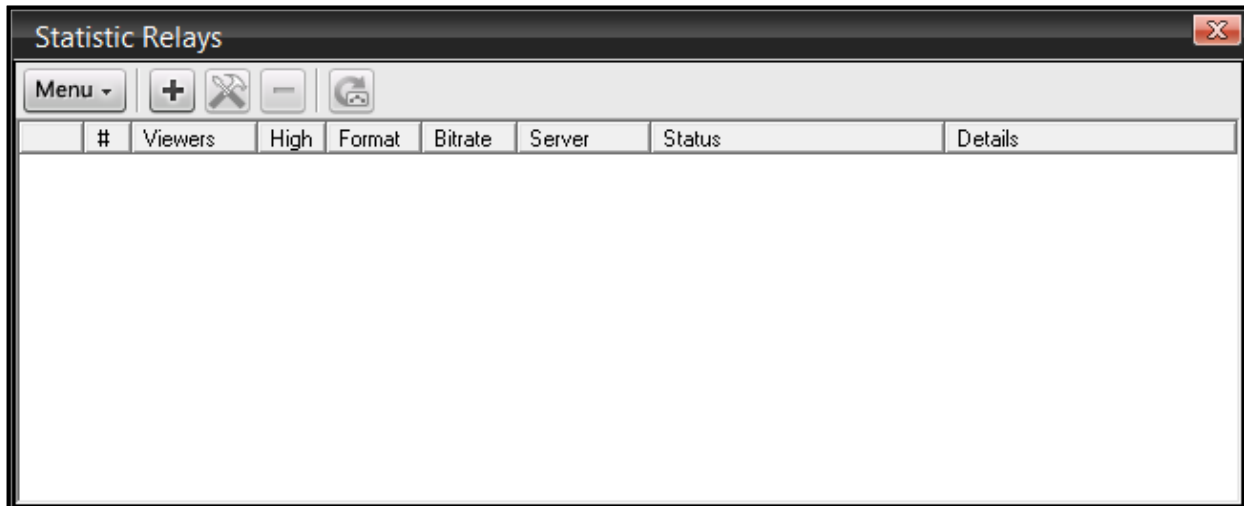 Statistic Relays
Menu
# Viewers High Format Bitrate Server Status Details